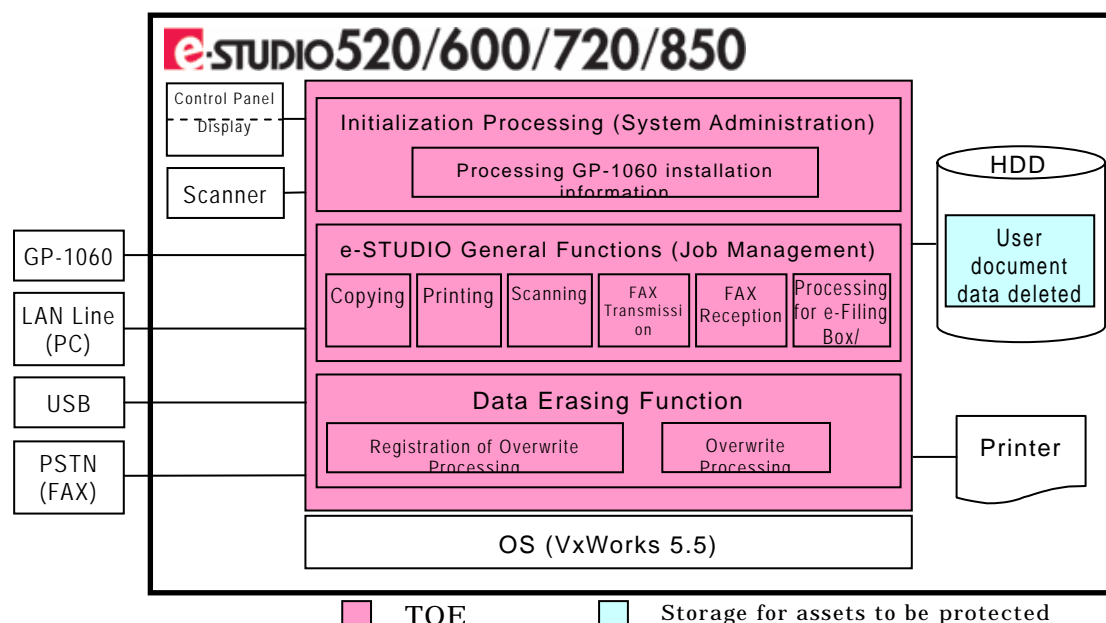 e-STUDIO520/600/720/850
Control Panel
Display
Scanner
GP-1060
LAN Line
(PC)
USB
PSTN
(FAX)
Initialization Processing (System Administration)
Processing GP-1060 installation
information
e-STUDIO General Functions (Job Management)
Copying
Printing
Scanning
FAX
Transmissi
on
FAX
Reception
Processing
for e-Filing
Box/
Data Erasing Function
Registration of Overwrite
Processing
Overwrite
Processing
OS (VxWorks 5.5)
HDD
User
document
data deleted
Printer
TOE
Storage for assets to be protected